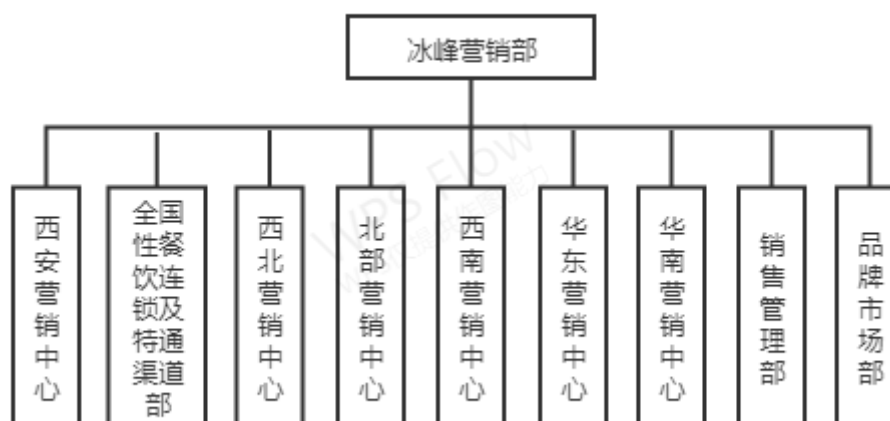 冰峰营销部
西安营销中心
全国性餐饮连锁及特通渠道部
西北营销中心
北部营销中心
西南营销中心
华东营销中心
华南营销中心
销售管理部
品牌市场部
WPS Flow